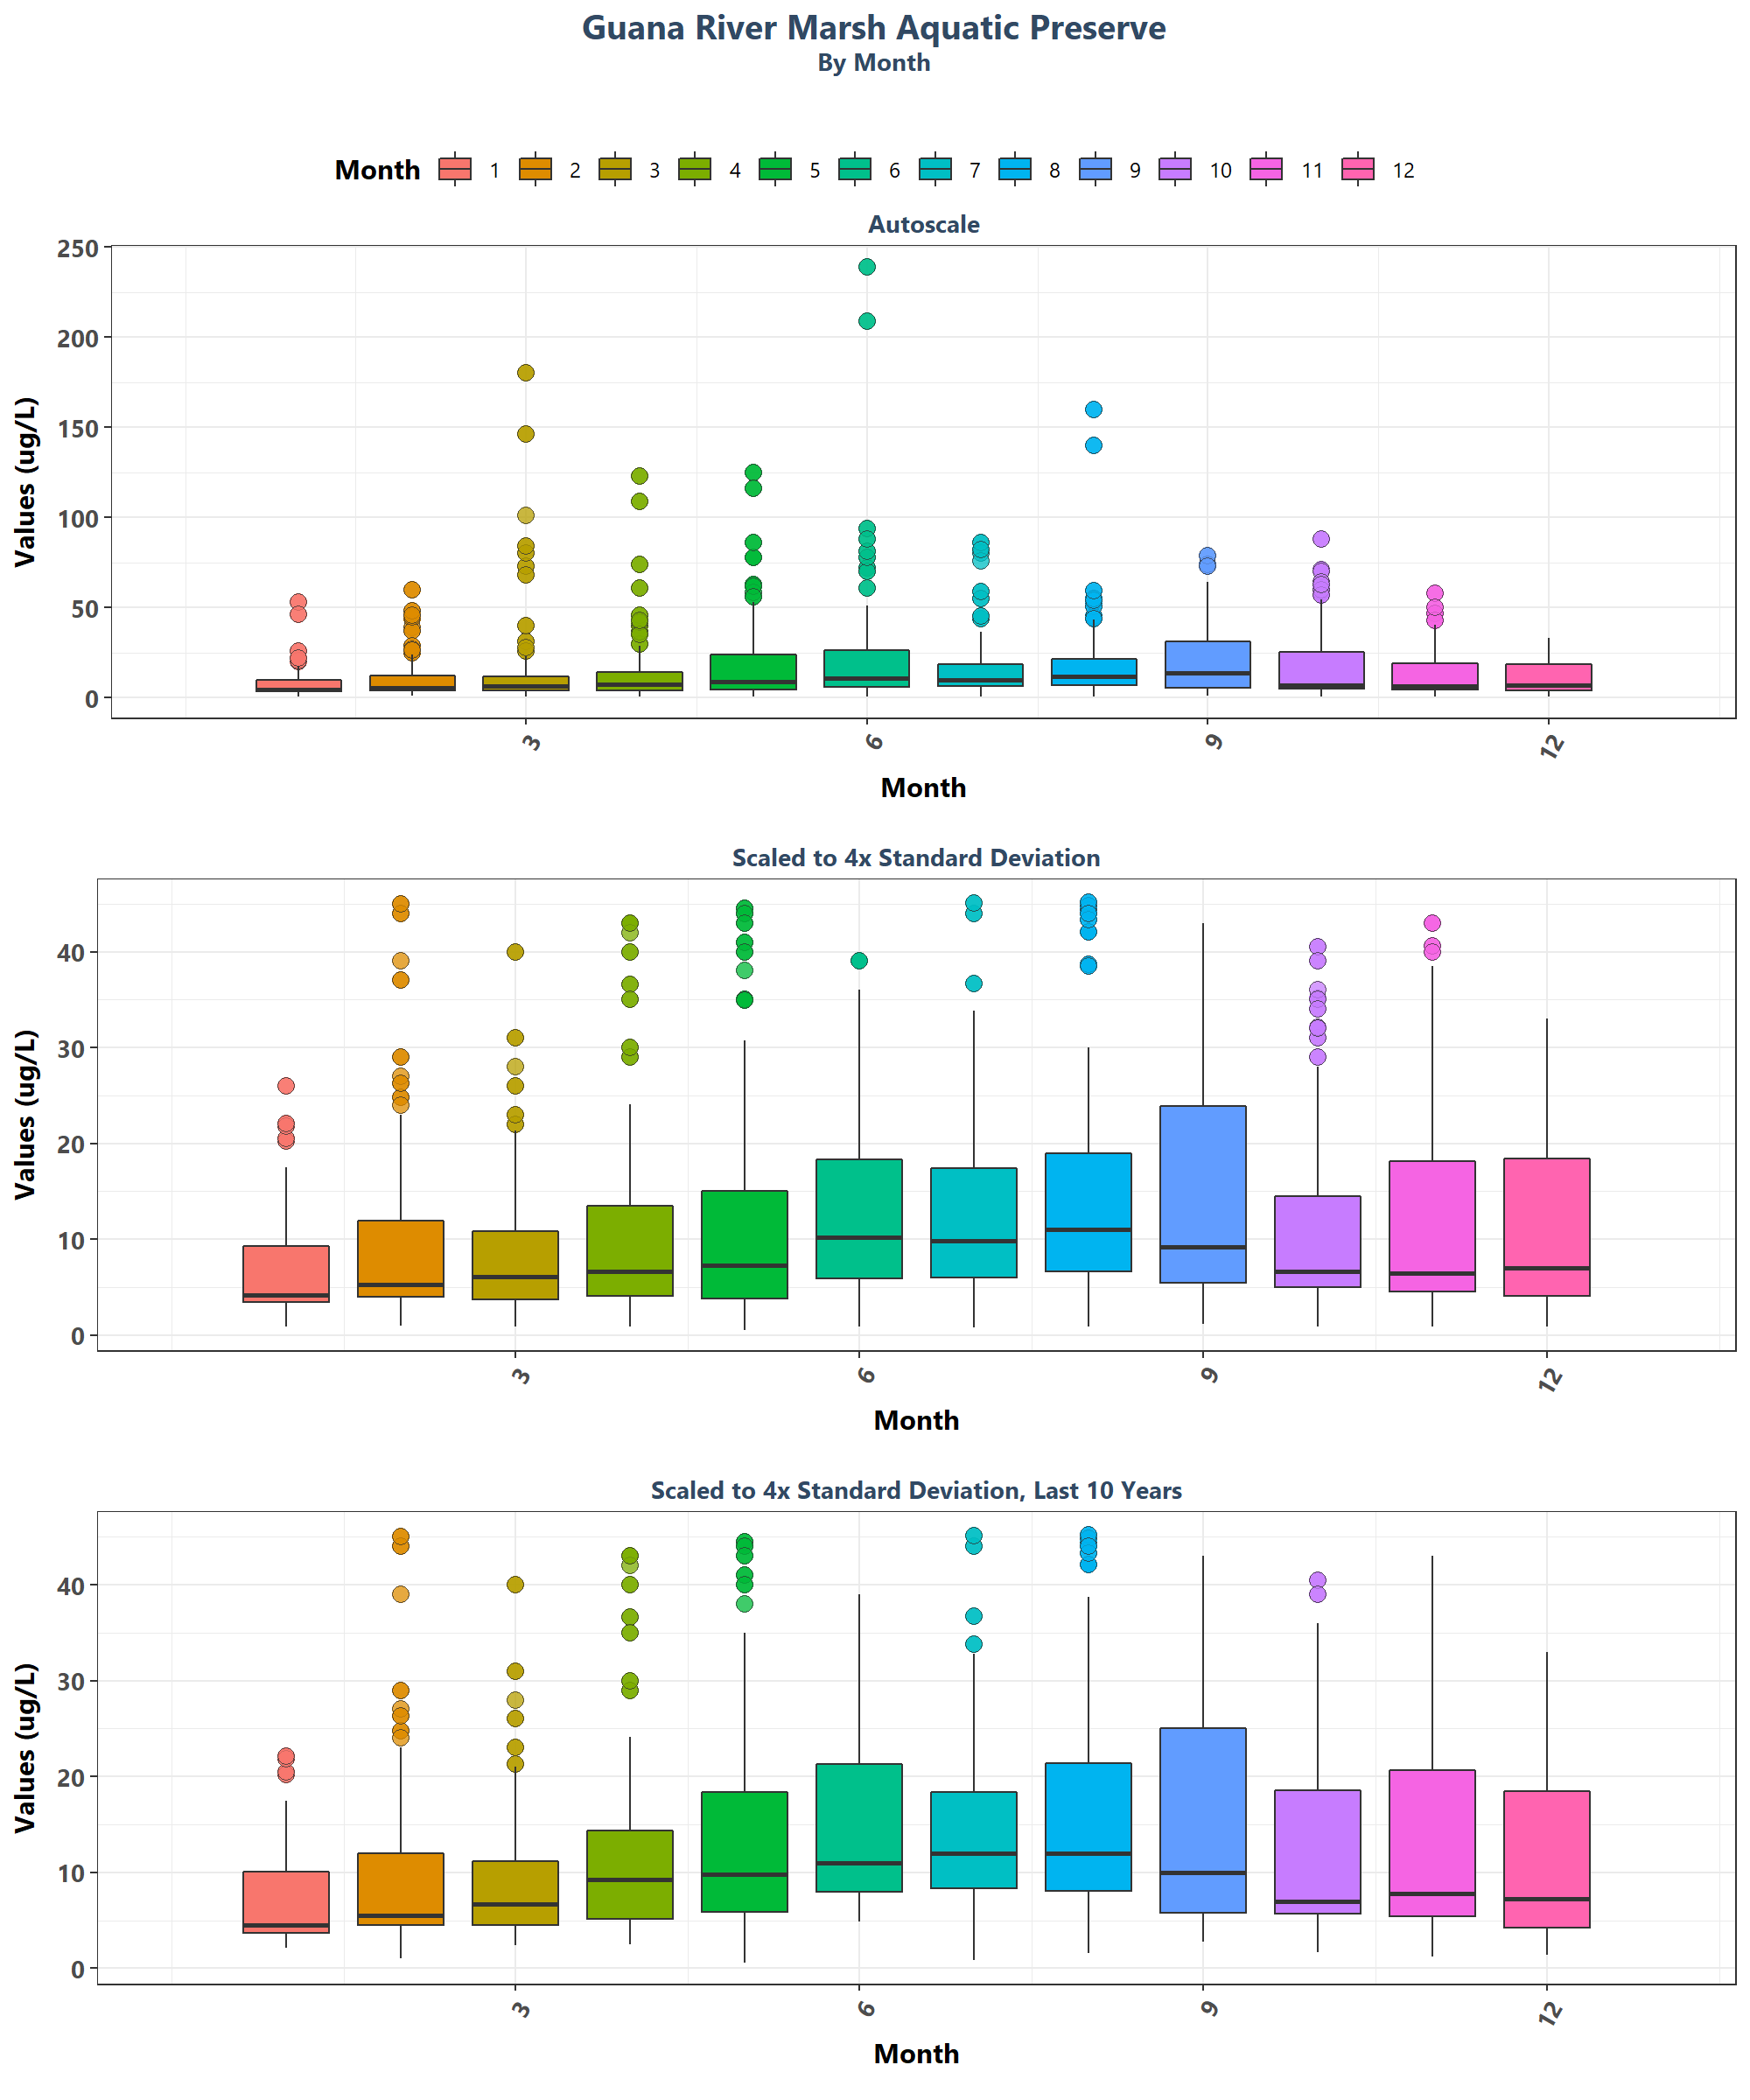 Guana River Marsh Aquatic Preserve
By Month
Month 1 2 3 4 5 6 7 8 9 10 11 12
Autoscale
Values (ug/L)
250
200
150
100
50
0
3 6 9 12
Month
Scaled to 4x Standard Deviation
Values (ug/L)
40
30
20
10
0
3 6 9 12
Month
Scaled to 4x Standard Deviation, Last 10 Years
Values (ug/L)
40
30
20
10
0
3 6 9 12
Month